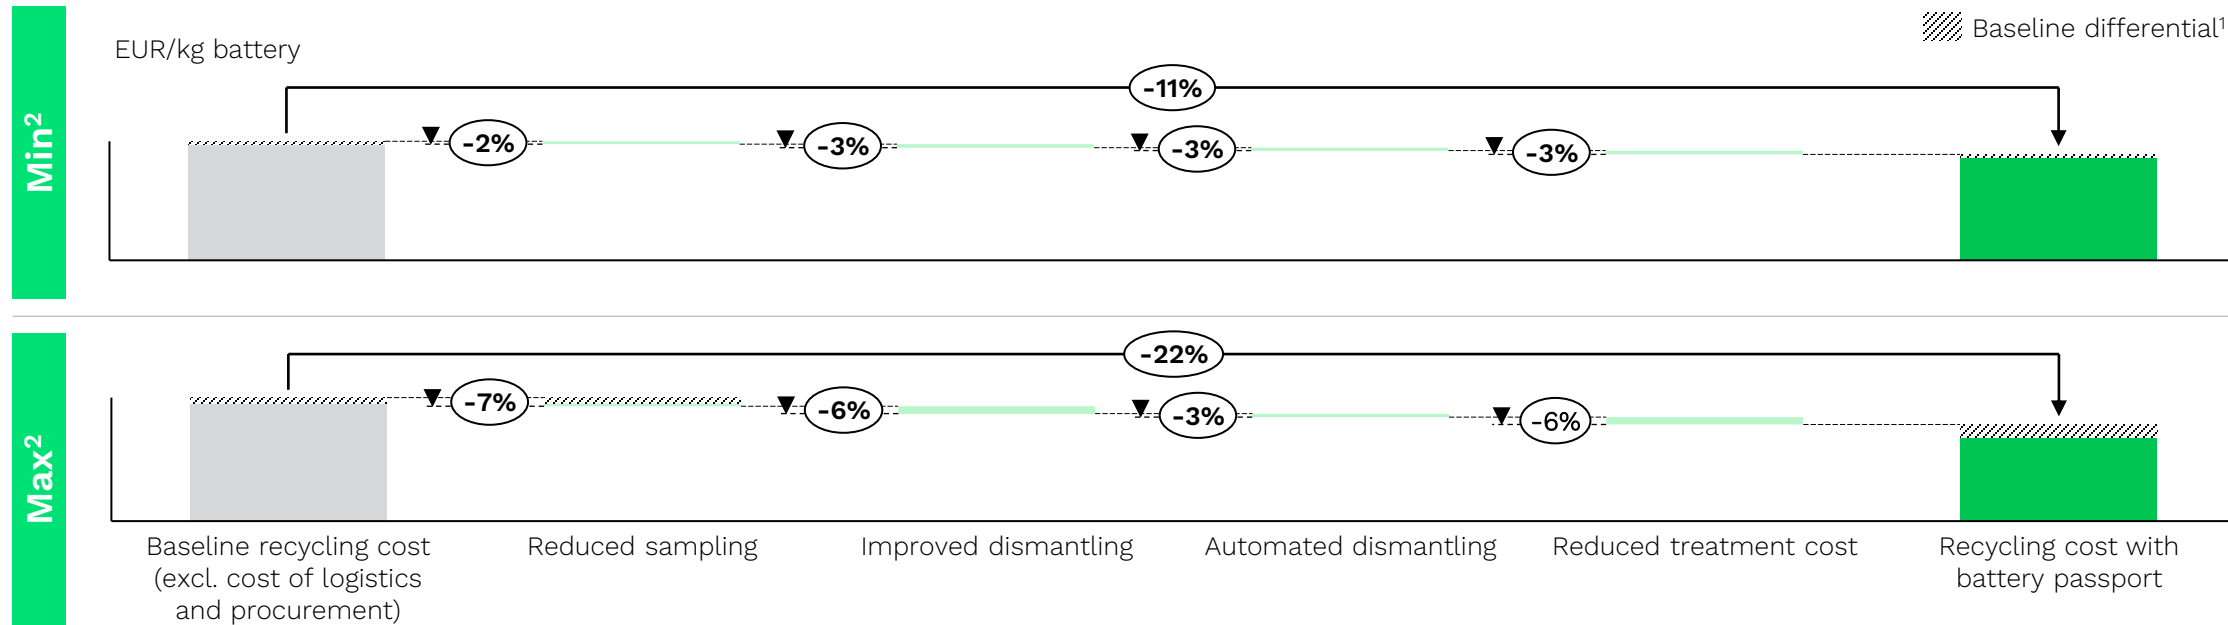 Baseline differential¹
EUR/kg battery
Min²
-11%
-2%
-3%
-3%
-3%
Max²
-22%
-7%
-6%
-3%
-6%
Baseline recycling cost
(excl. cost of logistics
and procurement)
Reduced sampling
Improved dismantling
Automated dismantling
Reduced treatment cost
Recycling cost with
battery passport